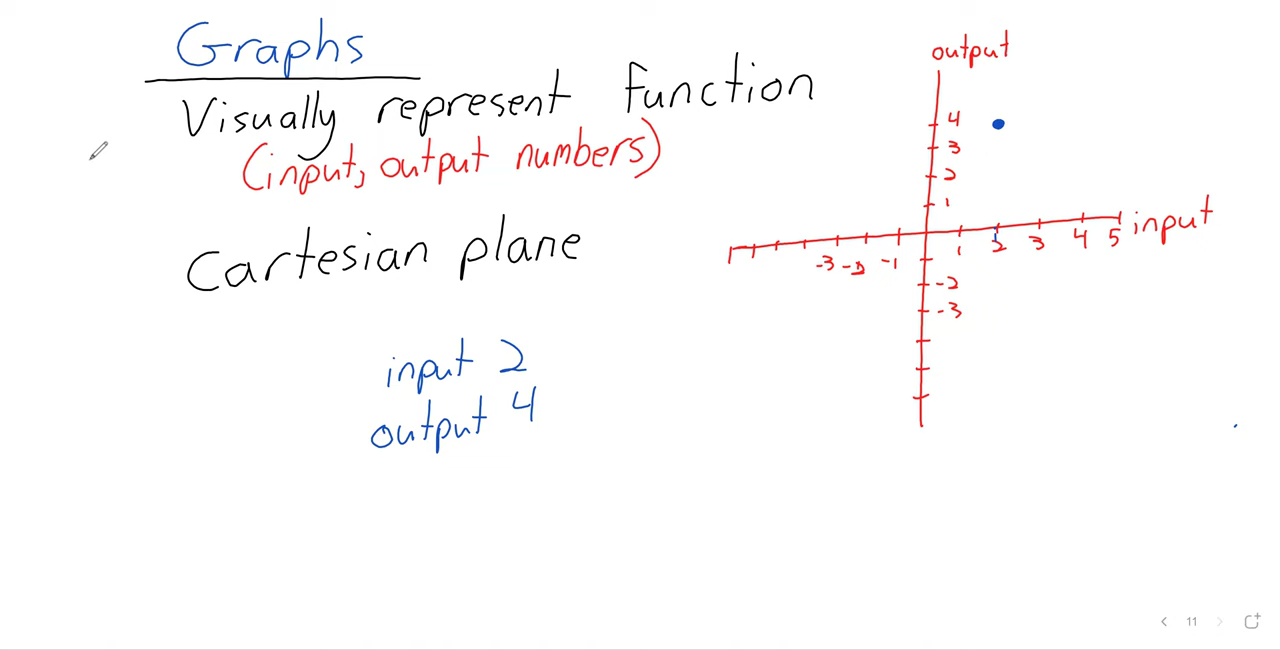 Graphs
Visually represent function
(input, output numbers)
Cartesian plane
input 2
output 4
output
4
3
2
1
input
-3 -2 -1 1 2 3 4 5
-2
-3
11